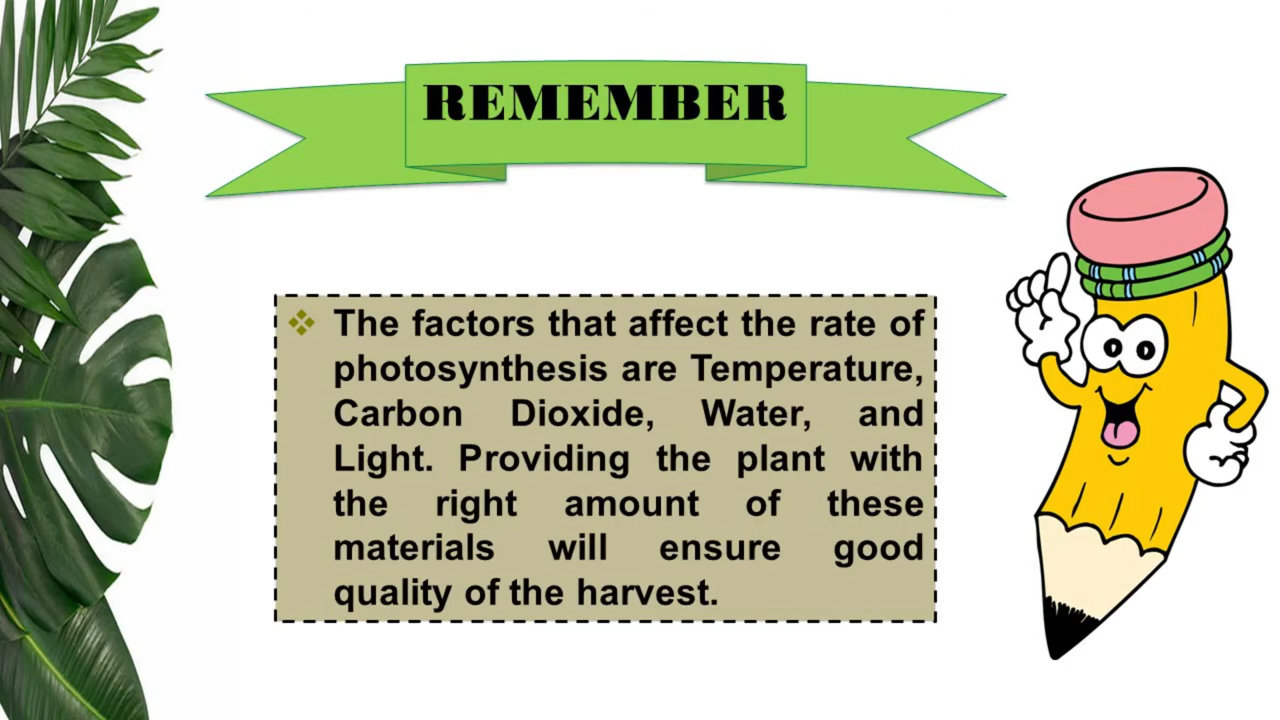 REMEMBER
❖ The factors that affect the rate of
photosynthesis are Temperature,
Carbon Dioxide, Water, and
Light. Providing the plant with
the right amount of these
materials will ensure good
quality of the harvest.